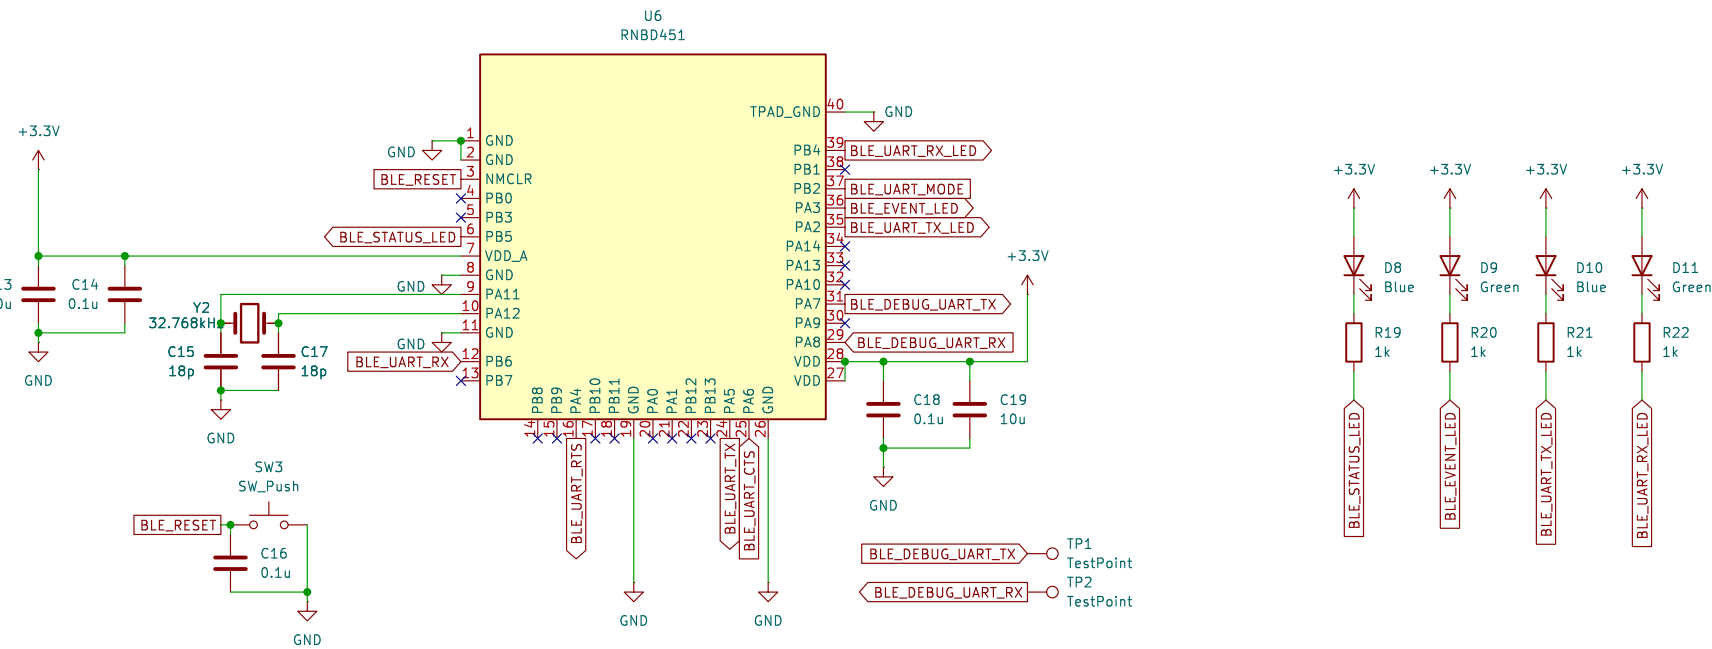 U6
RNBD451
+3.3V
3
0u
C14
0.1u
GND
Y2
32.768kHz
C15
18p
C17
18p
GND
GND
BLE_RESET
BLE_STATUS_LED
GND
GND
BLE_UART_RX
1 GND
2 GND
3 NMCLR
4 PB0
5 PB3
6 PB5
7 VDD_A
8 GND
9 PA11
10 PA12
11 GND
12 PB6
13 PB7
PB8 14
PB9 15
PA4 16
PB10 17
PB11 18
GND 19
PA0 20
PA1 21
PB12 22
PB13 23
PA5 24
PA6 25
GND 26
TPAD_GND 40
PB4 39
PB1 38
PB2 37
PA3 36
PA2 35
PA14 34
PA13 33
PA10 32
PA7 31
PA9 30
PA8 29
VDD 28
VDD 27
GND
BLE_UART_RX_LED
BLE_UART_MODE
BLE_EVENT_LED
BLE_UART_TX_LED
BLE_DEBUG_UART_TX
BLE_DEBUG_UART_RX
+3.3V
C18
0.1u
C19
10u
GND
BLE_UART_RTS
BLE_UART_TX
BLE_UART_CTS
GND
GND
SW3
SW_Push
BLE_RESET
C16
0.1u
GND
BLE_DEBUG_UART_TX
TP1
TestPoint
BLE_DEBUG_UART_RX
TP2
TestPoint
+3.3V
D8
Blue
R19
1k
BLE_STATUS_LED
+3.3V
D9
Green
R20
1k
BLE_EVENT_LED
+3.3V
D10
Blue
R21
1k
BLE_UART_TX_LED
+3.3V
D11
Green
R22
1k
BLE_UART_RX_LED